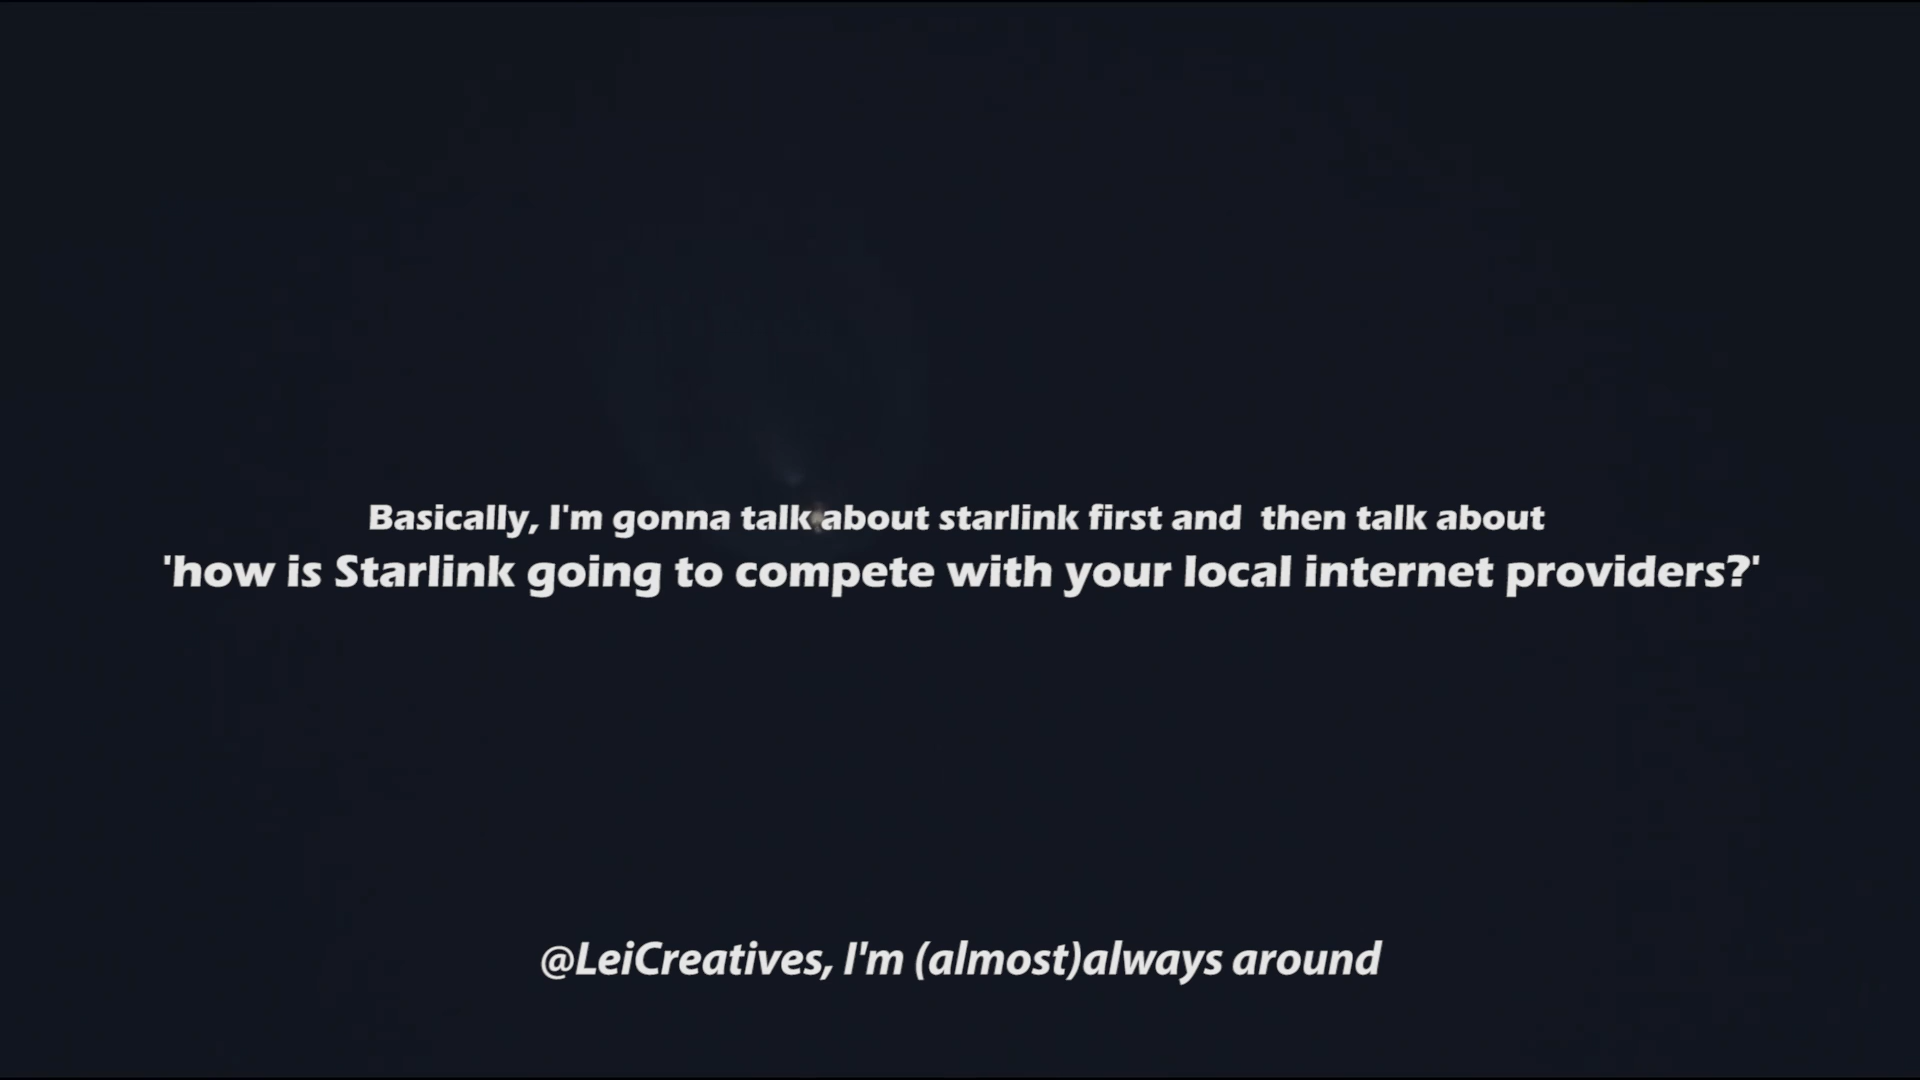 Basically, I'm gonna talk about starlink first and  then talk about
'how is Starlink going to compete with your local internet providers?'
@LeiCreatives, I'm (almost)always around